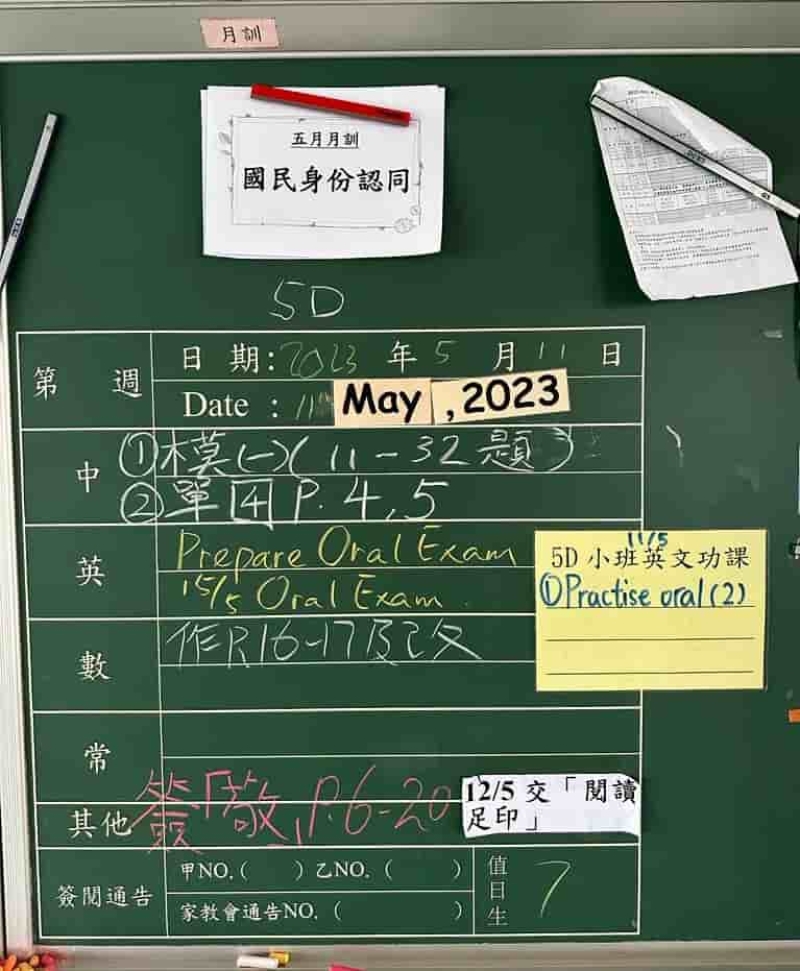 月訓
五月月訓
國民身份認同
5D
第 週
日 期: 2023 年 5 月 11 日
Date : 11th May , 2023
中
①模(一)(11-32題)
②單四 P. 4,5
英
Prepare Oral Exam
15/5 Oral Exam
11/5
5D 小班英文功課
①Practise oral (2)
數
作P.16-17及改
常
其他
簽「敬」P.6-20
12/5 交「閱讀
足印」
簽閱通告
甲NO.( ) 乙NO.( )
家教會通告NO.( )
值日生
7